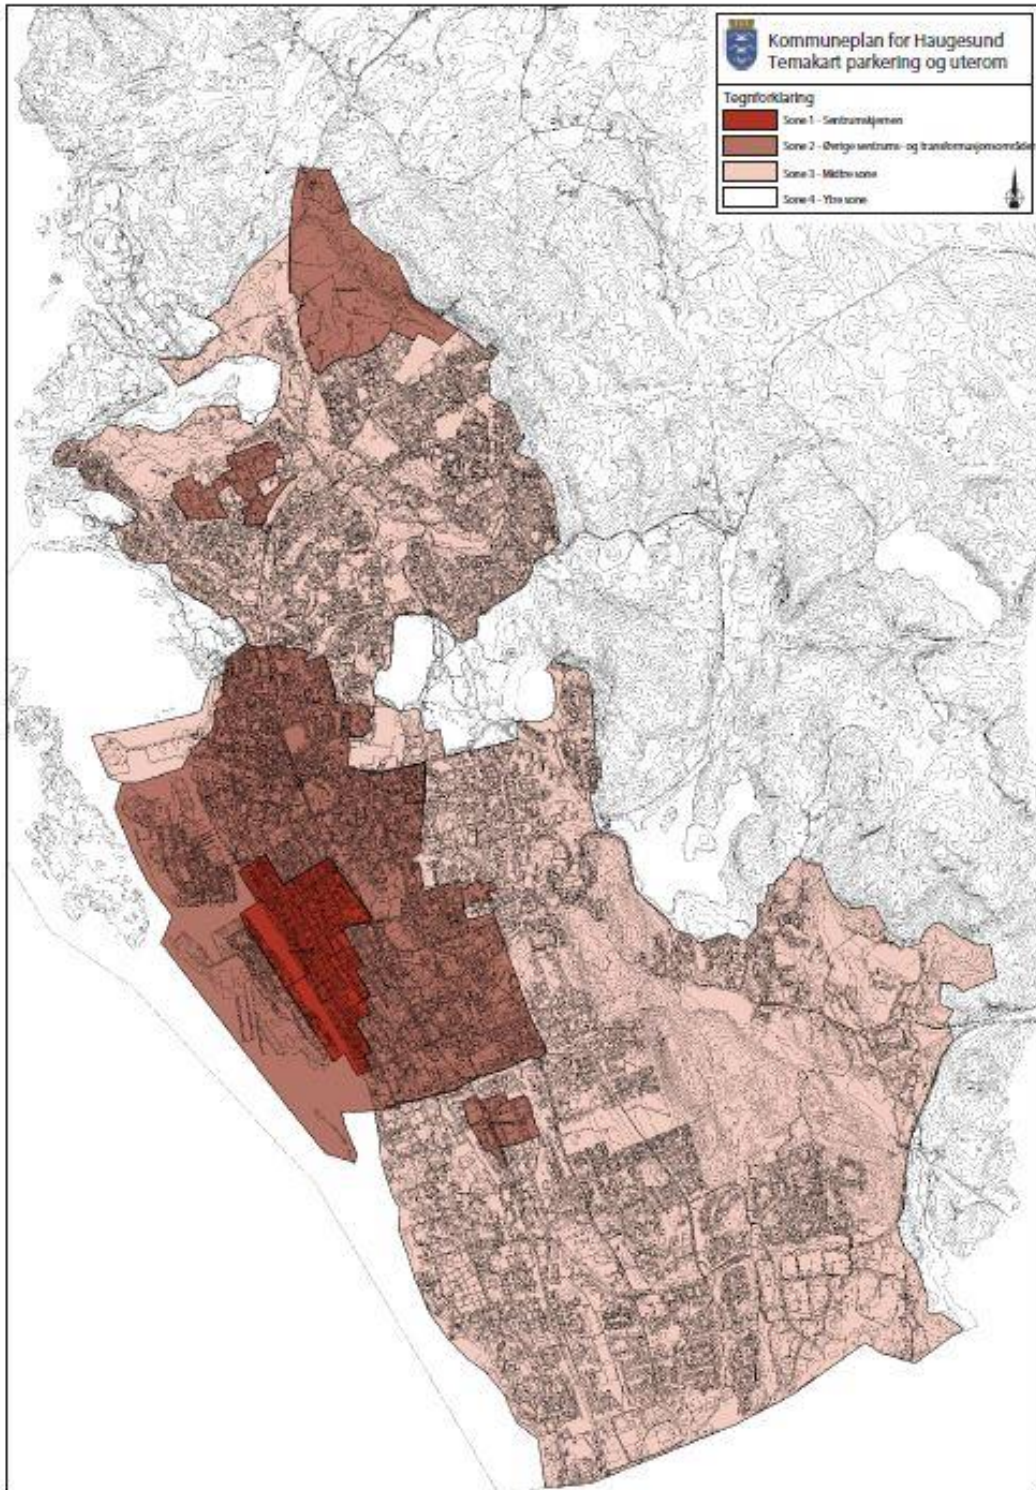 Kommuneplan for Haugesund
Temakart parkering og uterom
Tegnforklaring
Sone 1 - Sentrumskjernen
Sone 2 - Øvrige sentrums- og transformasjonsområder
Sone 3 - Midtre sone
Sone 4 - Ytre sone